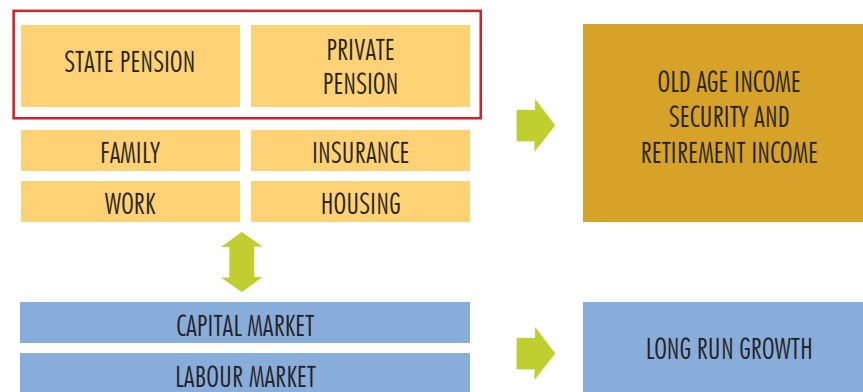 STATE PENSION
PRIVATE
PENSION
FAMILY
INSURANCE
WORK
HOUSING
OLD AGE INCOME
SECURITY AND
RETIREMENT INCOME
CAPITAL MARKET
LABOUR MARKET
LONG RUN GROWTH